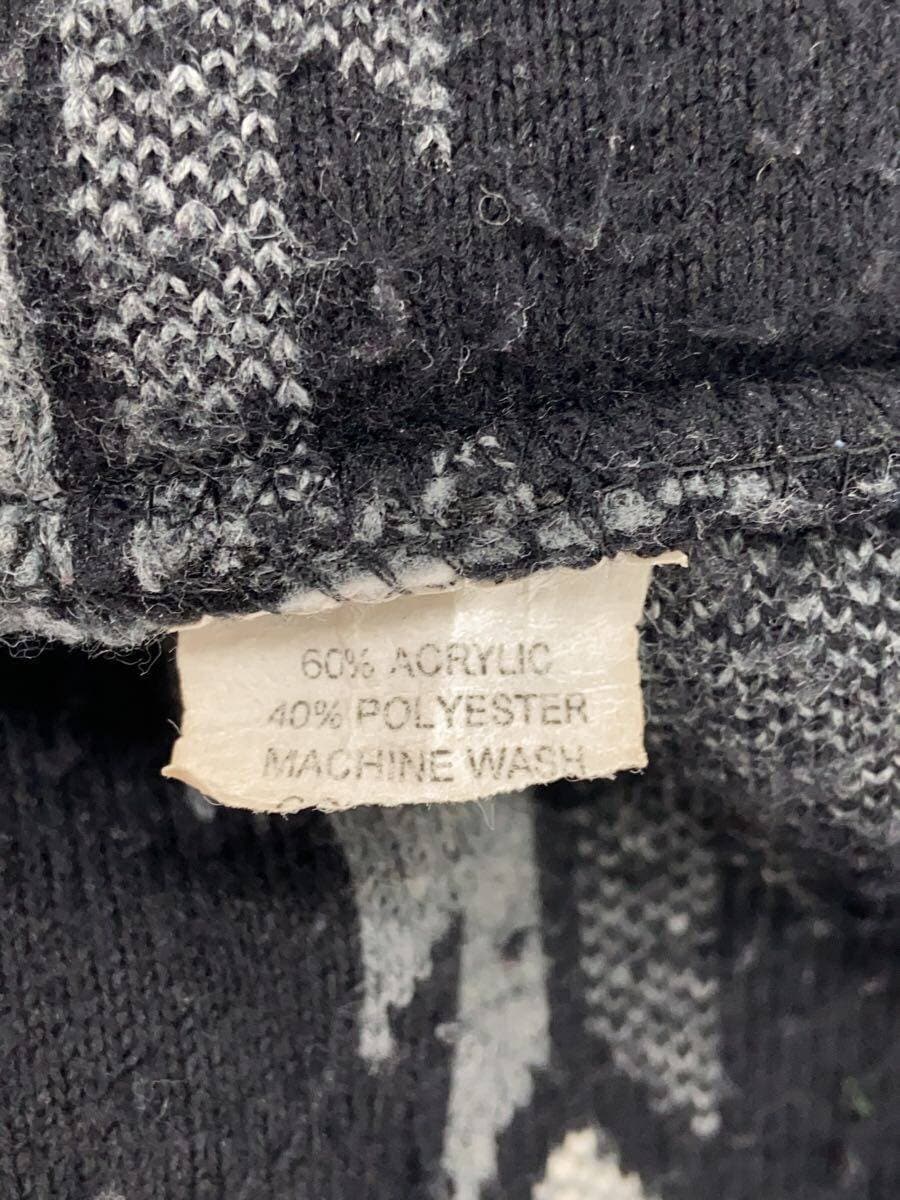 60% ACRYLIC
40% POLYESTER
MACHINE WASH